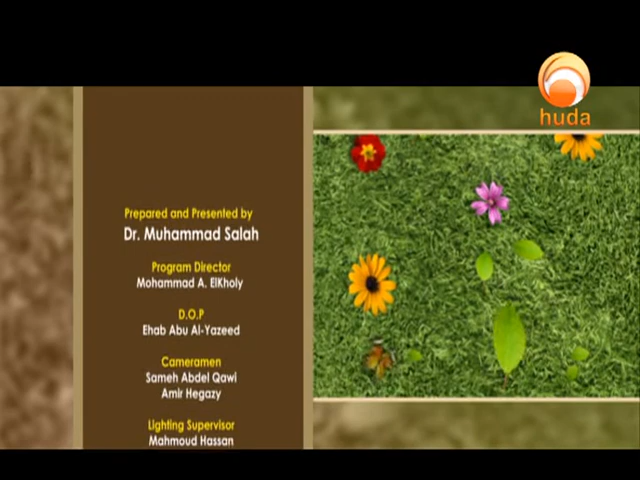 huda
Prepared and Presented by
Dr. Muhammad Salah
Program Director
Mohammad A. ElKholy
D.O.P
Ehab Abu Al-Yazeed
Cameramen
Sameh Abdel Qawi
Amir Hegazy
Lighting Supervisor
Mahmoud Hassan